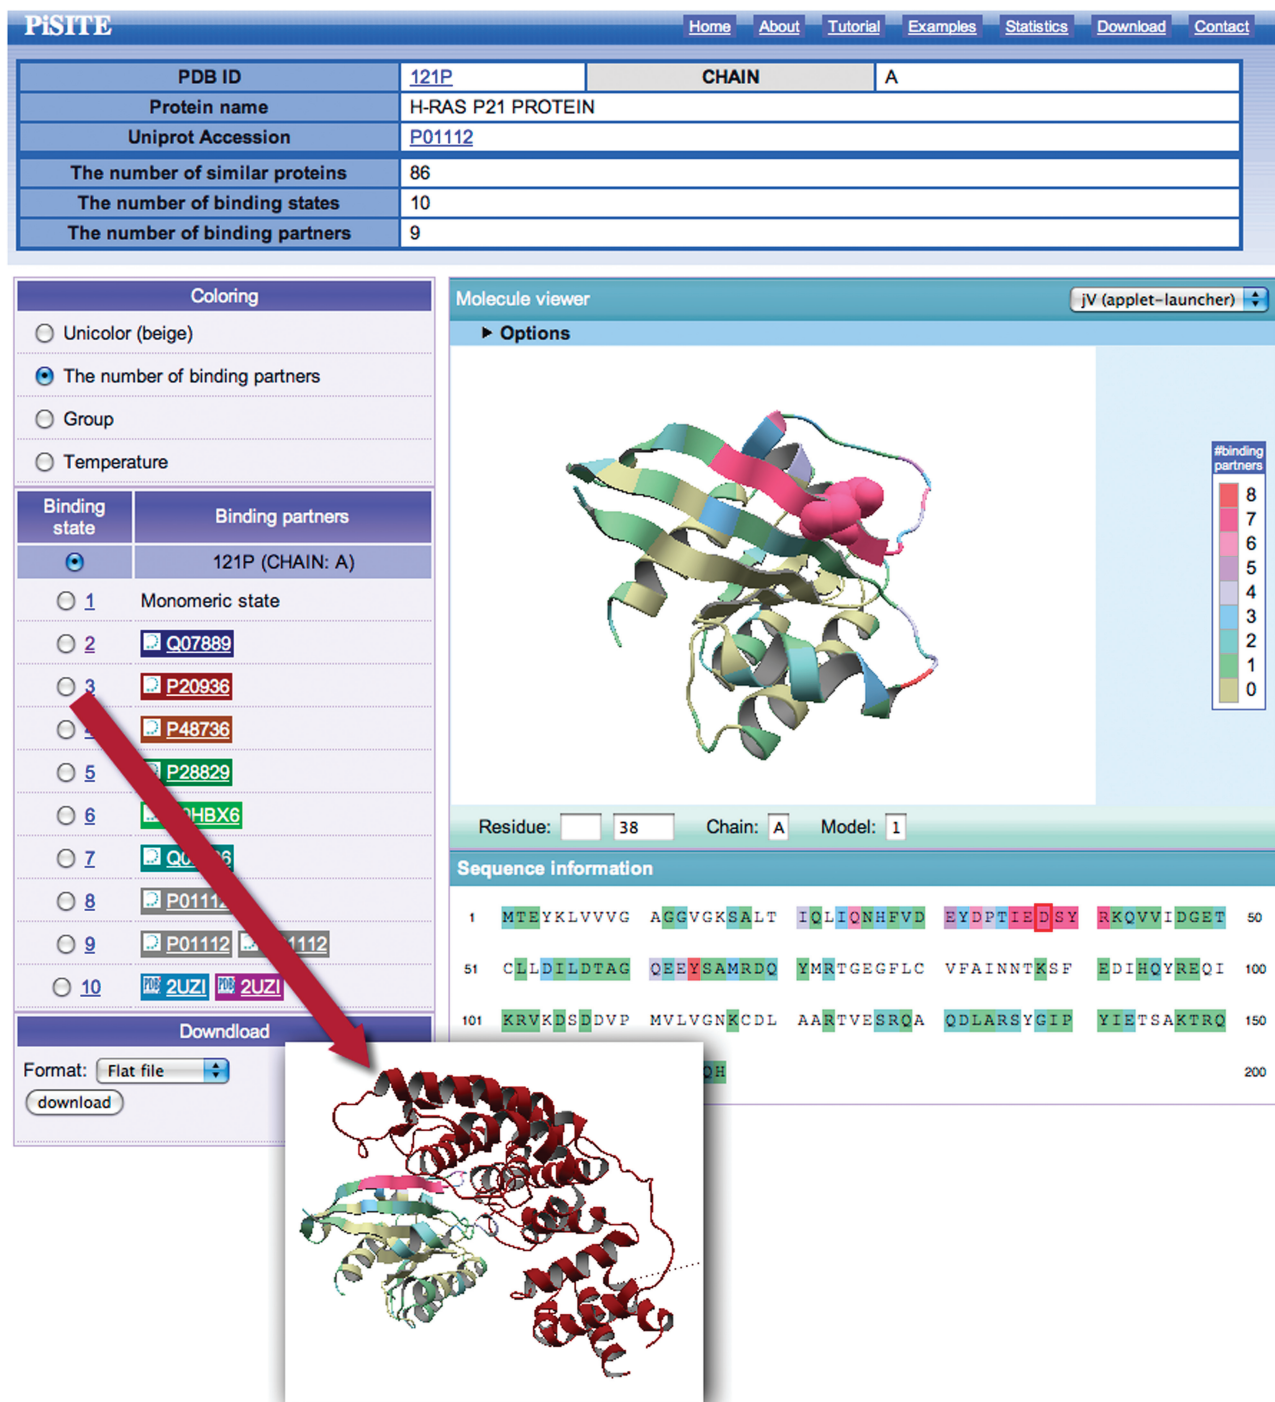 PiSITE
Home About Tutorial Examples Statistics Download Contact
PDB ID 121P CHAIN A
Protein name H-RAS P21 PROTEIN
Uniprot Accession P01112
The number of similar proteins 86
The number of binding states 10
The number of binding partners 9
Coloring
Unicolor (beige)
The number of binding partners
Group
Temperature
Binding state Binding partners
121P (CHAIN: A)
1 Monomeric state
2 Q07889
3 P20936
4 P48736
5 P28829
6
7
8 P01112
9 P01112
10 PDB 2UZI PDB 2UZI
Downdload
Format: Flat file
download
Molecule viewer jV (applet-launcher)
Options
#binding
partners
8
7
6
5
4
3
2
1
0
Residue: 38 Chain: A Model: 1
Sequence information
1 MTEYKLVVVG AGGVGKSALT IQLIQNHFVD EYDPTIEDSY RKQVVIDGET 50
51 CLLDILDTAG QEEYSAMRDQ YMRTGEGFLC VFAINNTKSF EDIHQYREQI 100
101 KRVKDSDDVP MVLVGNKCDL AARTVESRQA QDLARSYGIP YIETSAKTRQ 150
QH 200